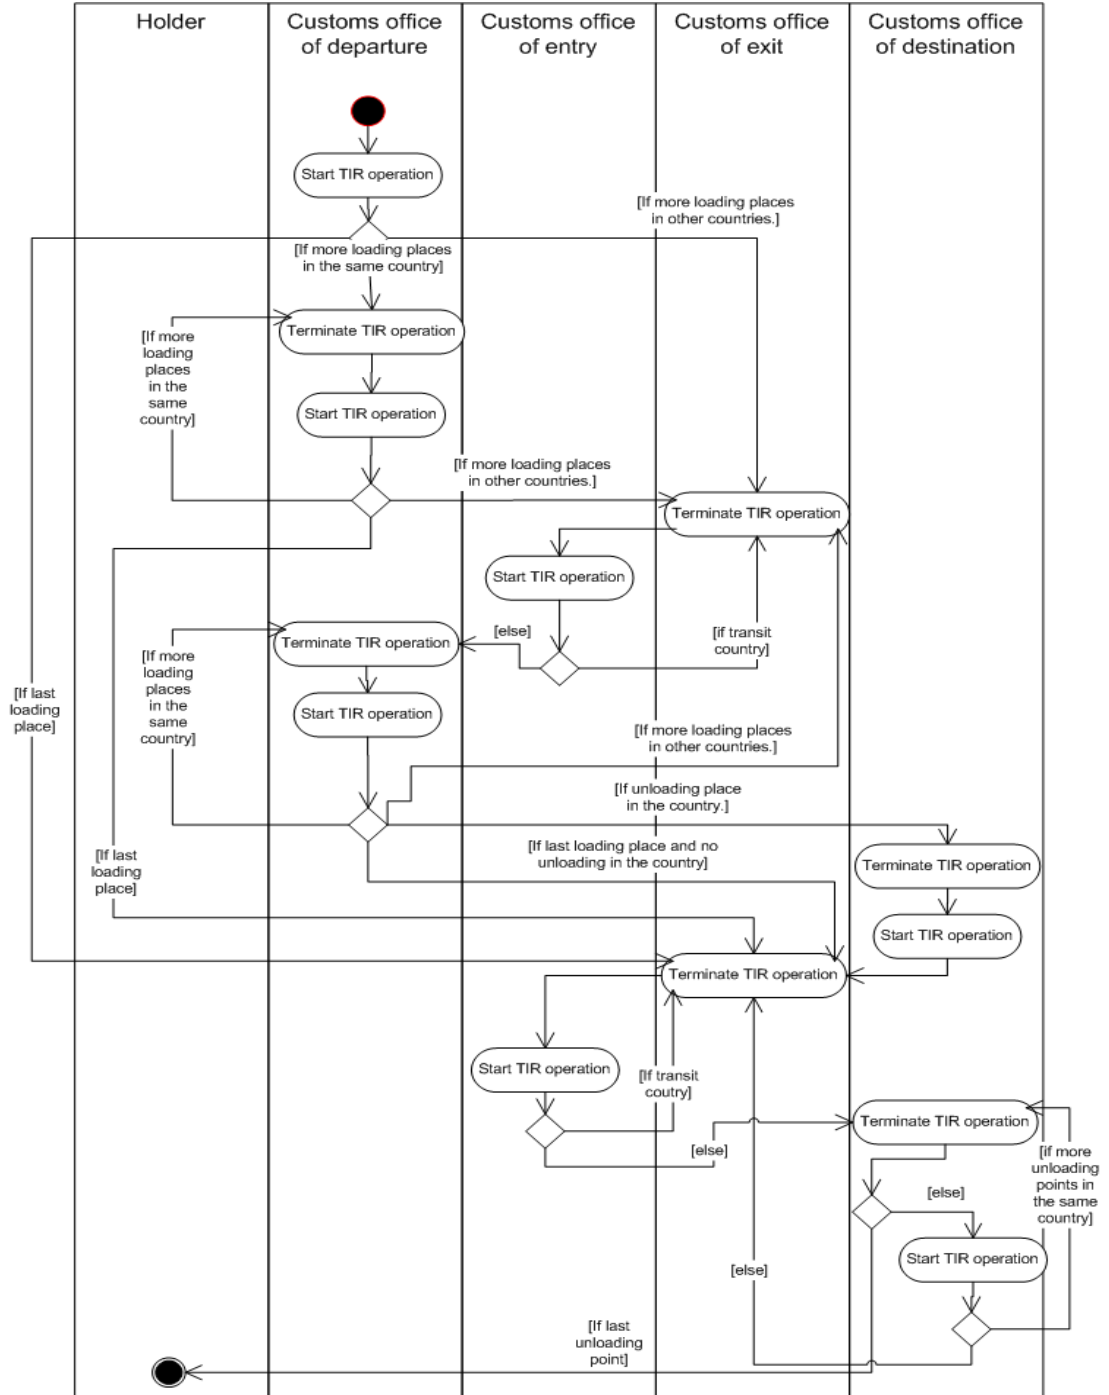 Holder
Customs office
of departure
Customs office
of entry
Customs office
of exit
Customs office
of destination
Start TIR operation
[If more loading places
in other countries.]
[If more loading places
in the same country]
Terminate TIR operation
[If more
loading
places
in the
same
country]
Start TIR operation
[If more loading places
in other countries.]
Terminate TIR operation
Start TIR operation
[else]
[if transit
country]
Terminate TIR operation
[If more
loading
places
in the
same
country]
[If last
loading
place]
Start TIR operation
[If more loading places
in other countries.]
[If unloading place
in the country.]
[If last loading place and no
unloading in the country]
[If last
loading
place]
Terminate TIR operation
Start TIR operation
Terminate TIR operation
Start TIR operation
[If transit
coutry]
Terminate TIR operation
[else]
[if more
unloading
points in
the same
country]
[else]
Start TIR operation
[else]
[If last
unloading
point]